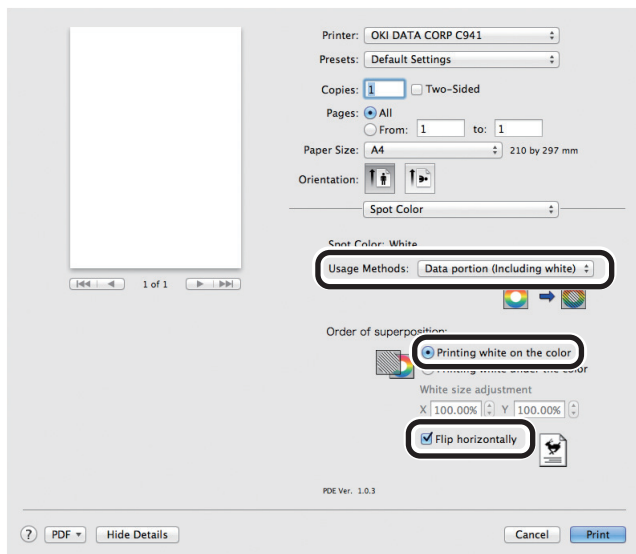 Printer: OKI DATA CORP C941
Presets: Default Settings
Copies: 1 Two-Sided
Pages: All
From: 1 to: 1
Paper Size: A4 210 by 297 mm
Orientation:
Spot Color
Spot Color: White
Usage Methods: Data portion (Including white)
1 of 1
Order of superposition:
Printing white on the color
Printing white under the color
White size adjustment
X 100.00% Y 100.00%
Flip horizontally
PDE Ver. 1.0.3
? PDF Hide Details Cancel Print